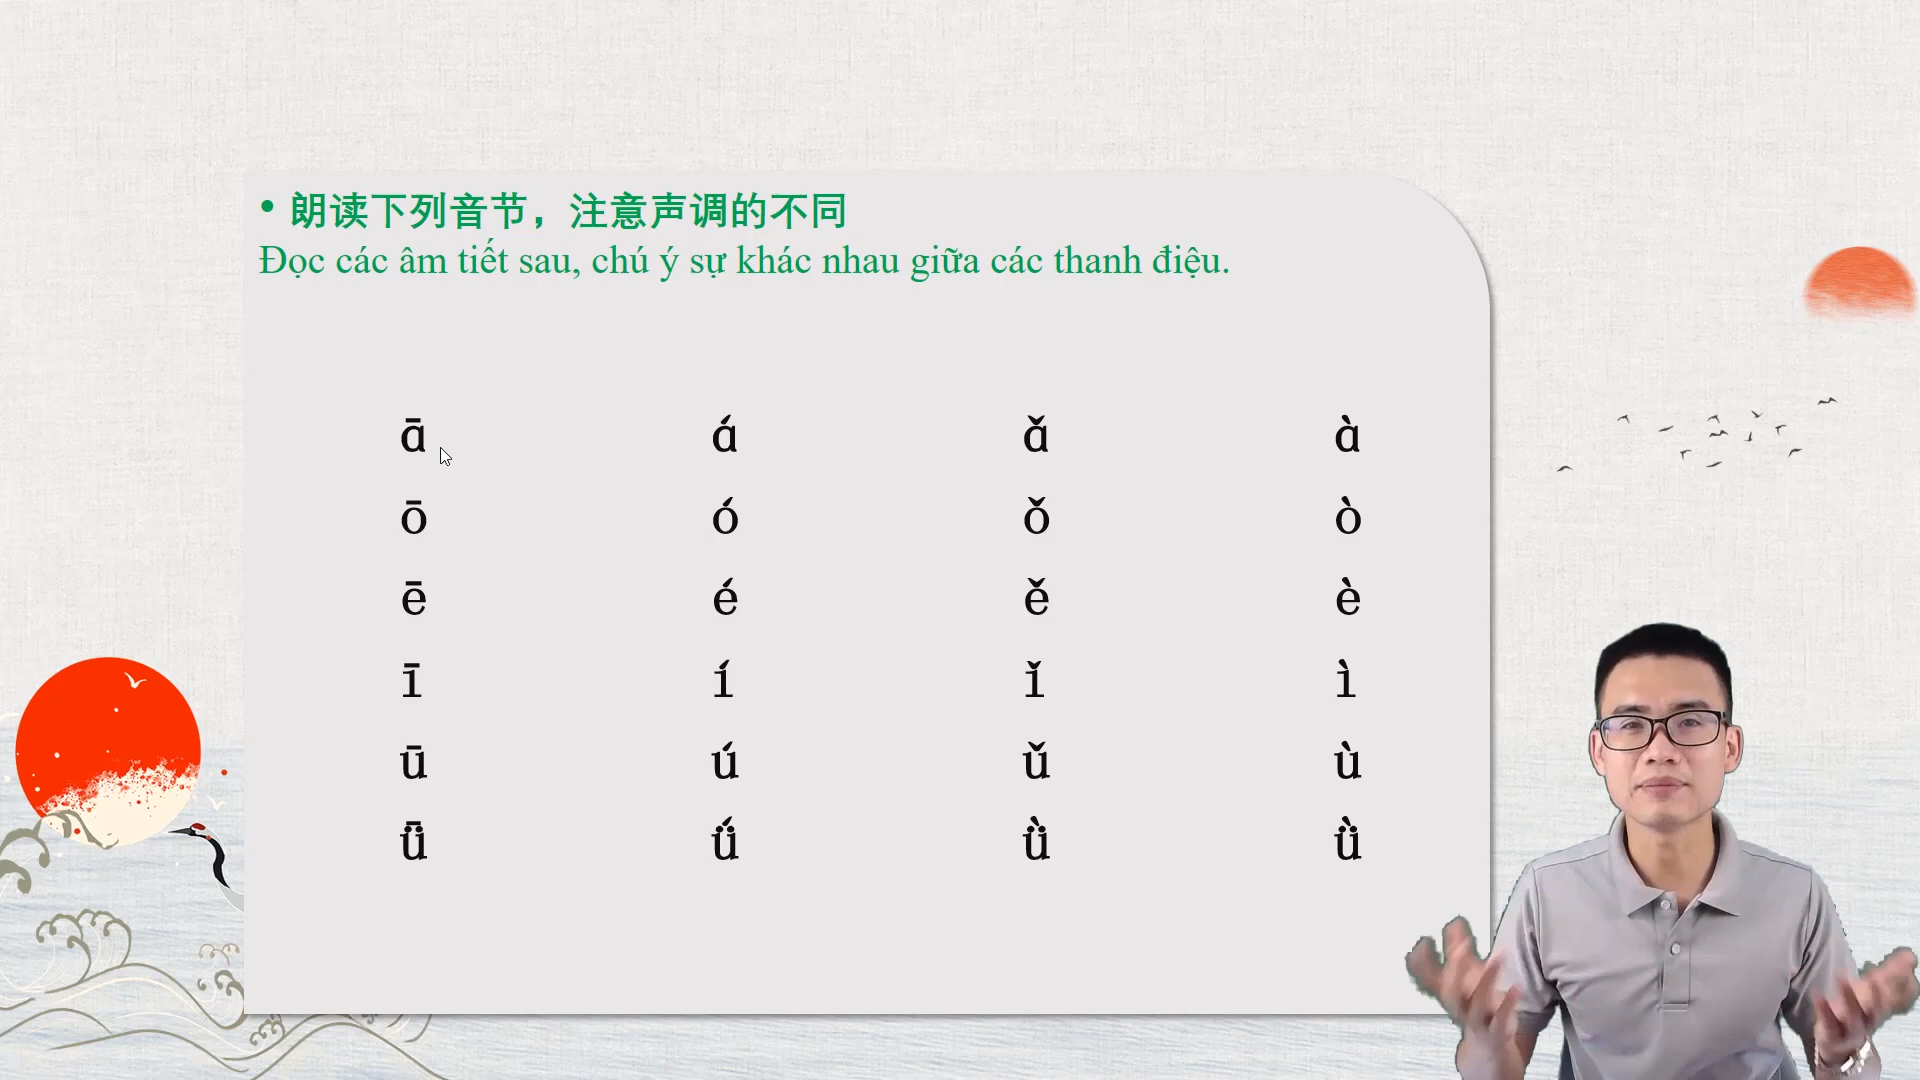 • 朗读下列音节，注意声调的不同
Đọc các âm tiết sau, chú ý sự khác nhau giữa các thanh điệu.
ā á ǎ à
ō ó ǒ ò
ē é ě è
ī í ǐ ì
ū ú ǔ ù
ǖ ǘ ǜ ǜ